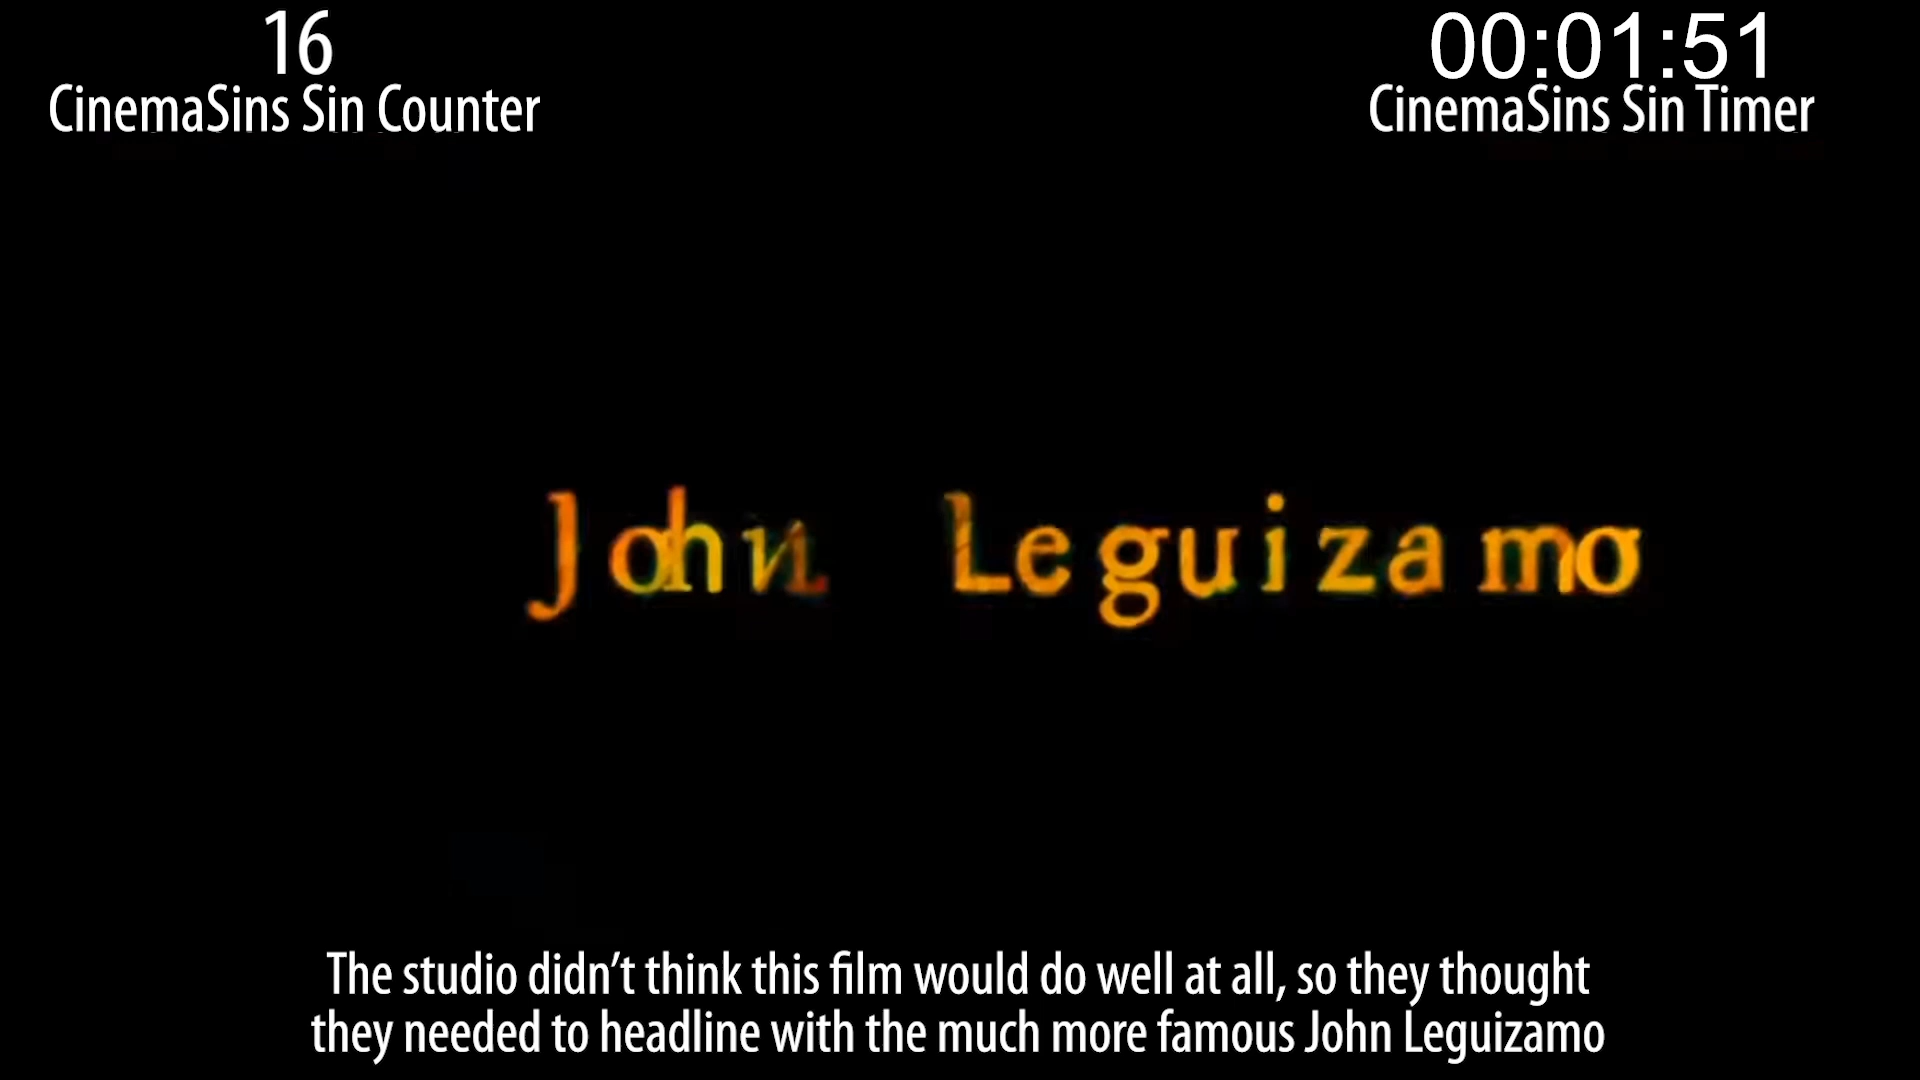 16
CinemaSins Sin Counter
00:01:51
CinemaSins Sin Timer
John Leguizamo
The studio didn’t think this film would do well at all, so they thought
they needed to headline with the much more famous John Leguizamo